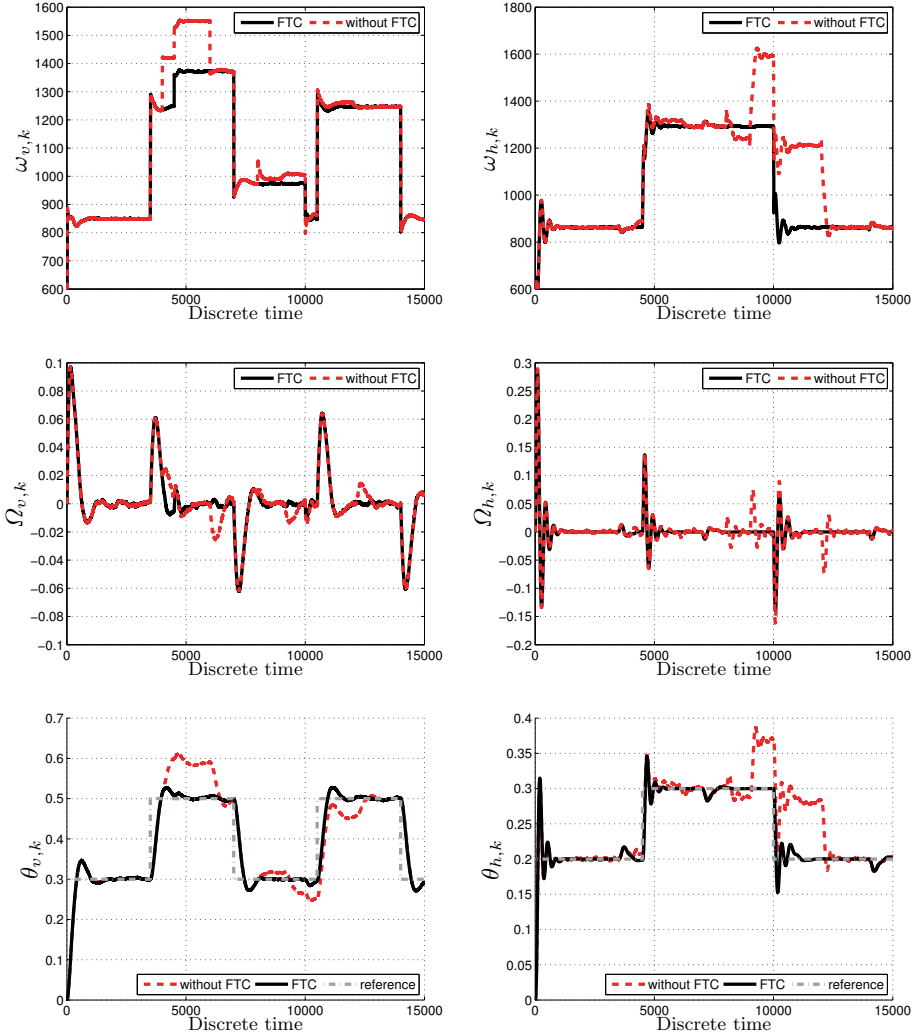 FTC without FTC
1600
1500
1400
1300
1200
1100
1000
900
800
700
600
ω_{v,k}
0 5000 10000 15000
Discrete time
FTC without FTC
1800
1600
1400
1200
1000
800
600
ω_{h,k}
0 5000 10000 15000
Discrete time
FTC without FTC
0.1
0.08
0.06
0.04
0.02
0
−0.02
−0.04
−0.06
−0.08
−0.1
Ω_{v,k}
0 5000 10000 15000
Discrete time
FTC without FTC
0.3
0.25
0.2
0.15
0.1
0.05
0
−0.05
−0.1
−0.15
−0.2
Ω_{h,k}
0 5000 10000 15000
Discrete time
0.7
0.6
0.5
0.4
0.3
0.2
0.1
0
θ_{v,k}
without FTC FTC reference
0 5000 10000 15000
Discrete time
0.4
0.35
0.3
0.25
0.2
0.15
0.1
0.05
0
θ_{h,k}
without FTC FTC reference
0 5000 10000 15000
Discrete time